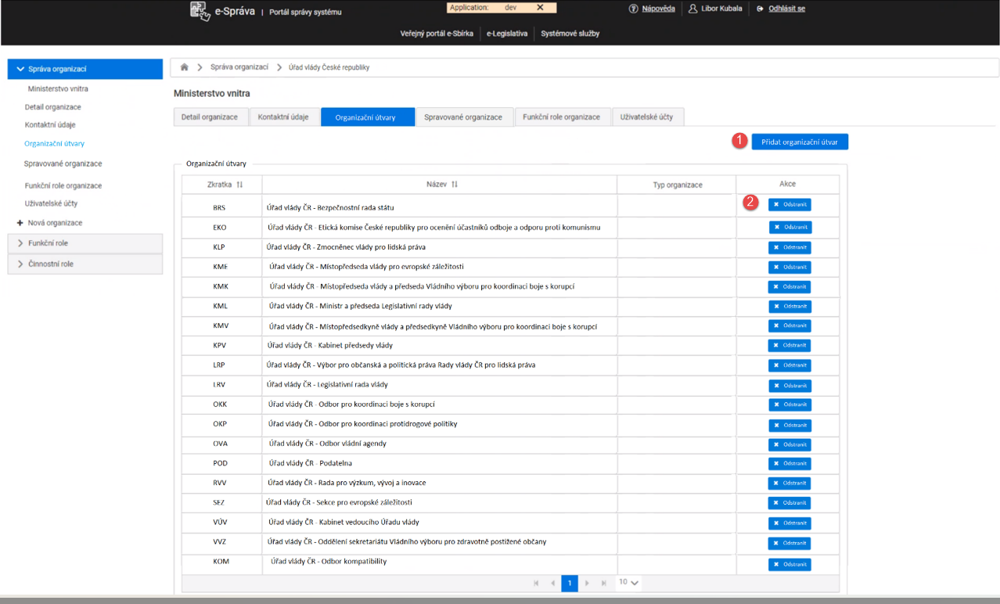 e-Správa | Portál správy systému
Application: dev
Nápověda
Libor Kubala
Odhlásit se
Veřejný portál e-Sbírka
e-Legislativa
Systémové služby
Správa organizací
Ministerstvo vnitra
Detail organizace
Kontaktní údaje
Organizační útvary
Spravované organizace
Funkční role organizace
Uživatelské účty
Nová organizace
Funkční role
Činnostní role
Správa organizací
Úřad vlády České republiky
Ministerstvo vnitra
Detail organizace
Kontaktní údaje
Organizační útvary
Spravované organizace
Funkční role organizace
Uživatelské účty
1
Přidat organizační útvar
Organizační útvary
Zkratka Název Typ organizace Akce
BRS Úřad vlády ČR - Bezpečnostní rada státu 2 Odstranit
EKO Úřad vlády ČR - Etická komise České republiky pro ocenění účastníků odboje a odporu proti komunismu Odstranit
KLP Úřad vlády ČR - Zmocněnec vlády pro lidská práva Odstranit
KME Úřad vlády ČR - Místopředseda vlády pro evropské záležitosti Odstranit
KMK Úřad vlády ČR - Místopředseda vlády a předseda Vládního výboru pro koordinaci boje s korupcí Odstranit
KML Úřad vlády ČR - Ministr a předseda Legislativní rady vlády Odstranit
KMV Úřad vlády ČR - Místopředsedkyně vlády a předsedkyně Vládního výboru pro koordinaci boje s korupcí Odstranit
KPV Úřad vlády ČR - Kabinet předsedy vlády Odstranit
LRP Úřad vlády ČR - Výbor pro občanská a politická práva Rady vlády ČR pro lidská práva Odstranit
LRV Úřad vlády ČR - Legislativní rada vlády Odstranit
OKK Úřad vlády ČR - Odbor pro koordinaci boje s korupcí Odstranit
OKP Úřad vlády ČR - Odbor pro koordinaci protidrogové politiky Odstranit
OVA Úřad vlády ČR - Odbor vládní agendy Odstranit
POD Úřad vlády ČR - Podatelna Odstranit
RVV Úřad vlády ČR - Rada pro výzkum, vývoj a inovace Odstranit
SEZ Úřad vlády ČR - Sekce pro evropské záležitosti Odstranit
VÚV Úřad vlády ČR - Kabinet vedoucího Úřadu vlády Odstranit
VVZ Úřad vlády ČR - Oddělení sekretariátu Vládního výboru pro zdravotně postižené občany Odstranit
KOM Úřad vlády ČR - Odbor kompatibility Odstranit
1 10